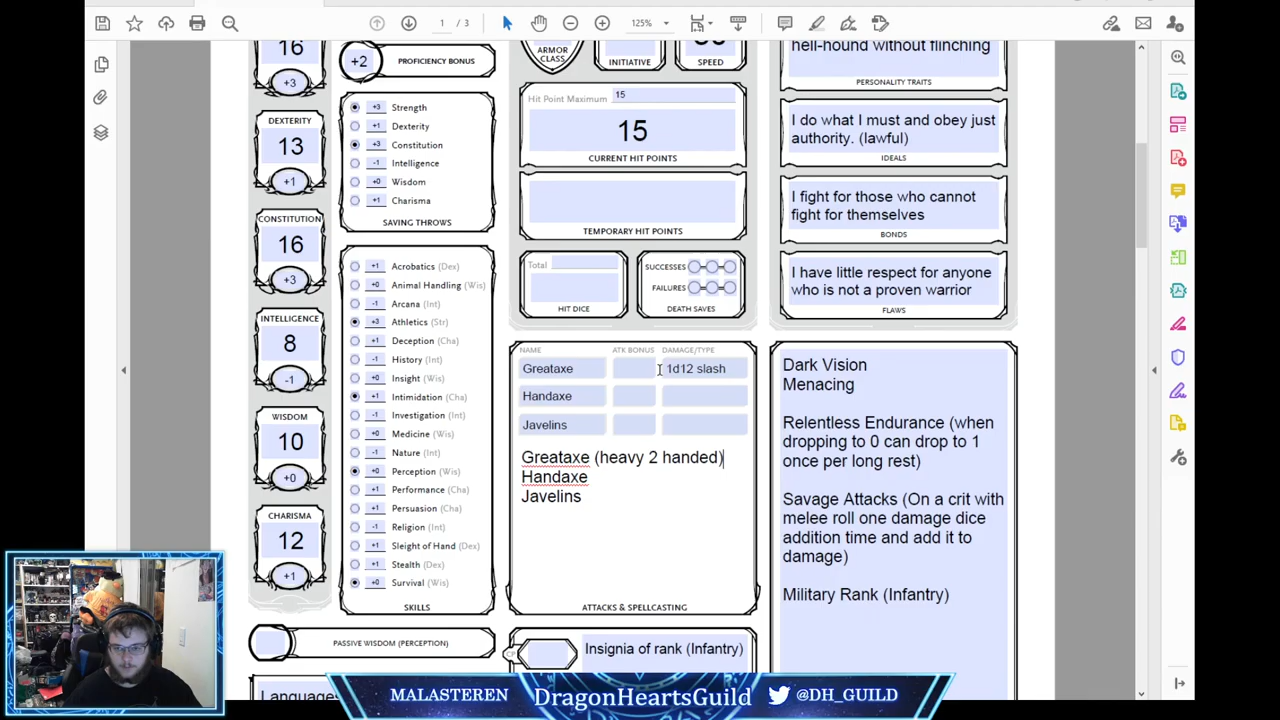 1 / 3
125%
16
+3
+2
PROFICIENCY BONUS
ARMOR
CLASS
INITIATIVE
SPEED
hell-hound without flinching
PERSONALITY TRAITS
DEXTERITY
13
+1
+3 Strength
+1 Dexterity
+3 Constitution
-1 Intelligence
+0 Wisdom
+1 Charisma
SAVING THROWS
Hit Point Maximum 15
15
CURRENT HIT POINTS
TEMPORARY HIT POINTS
I do what I must and obey just
authority. (lawful)
IDEALS
I fight for those who cannot
fight for themselves
BONDS
CONSTITUTION
16
+3
+1 Acrobatics (Dex)
+0 Animal Handling (Wis)
-1 Arcana (Int)
+3 Athletics (Str)
+1 Deception (Cha)
-1 History (Int)
+0 Insight (Wis)
+1 Intimidation (Cha)
-1 Investigation (Int)
+0 Medicine (Wis)
-1 Nature (Int)
+0 Perception (Wis)
+1 Performance (Cha)
+1 Persuasion (Cha)
-1 Religion (Int)
+1 Sleight of Hand (Dex)
+1 Stealth (Dex)
+0 Survival (Wis)
SKILLS
Total
HIT DICE
SUCCESSES
FAILURES
DEATH SAVES
I have little respect for anyone
who is not a proven warrior
FLAWS
INTELLIGENCE
8
-1
WISDOM
10
+0
CHARISMA
12
+1
NAME ATK BONUS DAMAGE/TYPE
Greataxe 1d12 slash
Handaxe
Javelins
Greataxe (heavy 2 handed)
Handaxe
Javelins
ATTACKS & SPELLCASTING
Dark Vision
Menacing
Relentless Endurance (when
dropping to 0 can drop to 1
once per long rest)
Savage Attacks (On a crit with
melee roll one damage dice
addition time and add it to
damage)
Military Rank (Infantry)
PASSIVE WISDOM (PERCEPTION)
CP
Insignia of rank (Infantry)
Languages
MALASTEREN DragonHeartsGuild @DH_GUILD